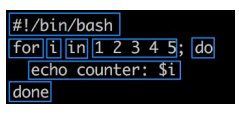 #!/bin/bash
for i in 1 2 3 4 5; do
  echo counter: $i
done